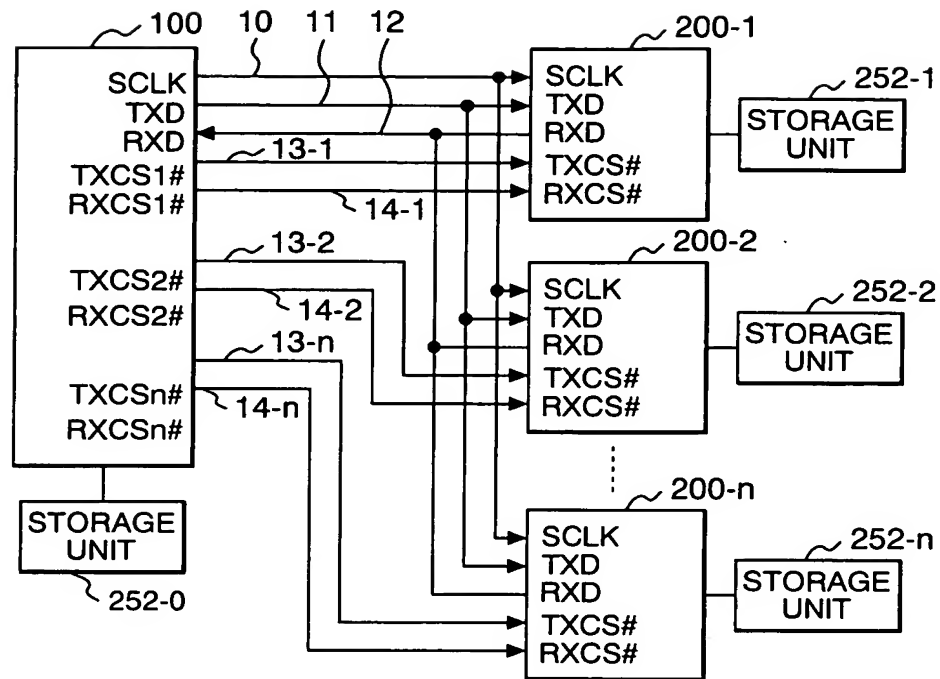 100
10
11
12
SCLK
TXD
RXD
TXCS1#
RXCS1#
13-1
14-1
TXCS2#
RXCS2#
13-2
14-2
TXCSn#
RXCSn#
13-n
14-n
STORAGE
UNIT
252-0
200-1
SCLK
TXD
RXD
TXCS#
RXCS#
252-1
STORAGE
UNIT
200-2
SCLK
TXD
RXD
TXCS#
RXCS#
252-2
STORAGE
UNIT
200-n
SCLK
TXD
RXD
TXCS#
RXCS#
252-n
STORAGE
UNIT